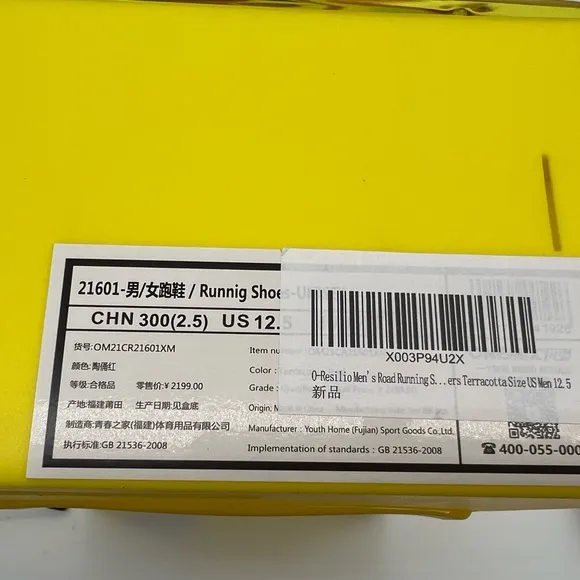 21601-男/女跑鞋 / Runnig Shoes
CHN 300(2.5) US 12.5
货号:OM21CR21601XM
Item number
颜色:陶俑红
Color :
等级:合格品 零售价:¥ 2199.00
Grade :
产地:福建莆田 生产日期:见盒底
Origin:
制造商:青春之家(福建)体育用品有限公司
Manufacturer : Youth Home (Fujian) Sport Goods Co.,Ltd.
执行标准:GB 21536-2008
Implementation of standards : GB 21536-2008
X003P94U2X
O-Resilio Men's Road Running S...ers Terracotta Size US Men 12.5
新品
400-055-000